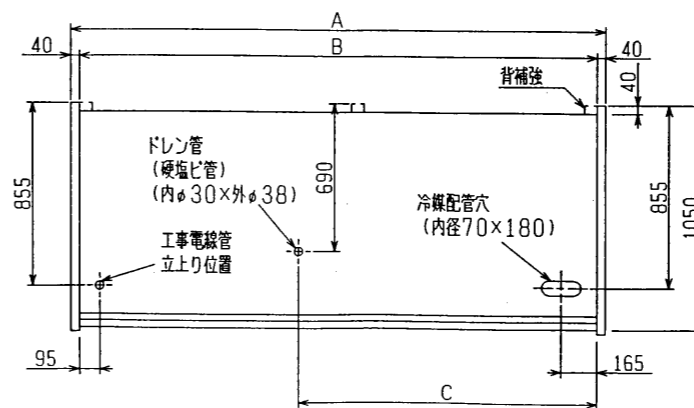 A
40
B
40
背補強
40
ドレン管
(硬塩ビ管)
(内φ30×外φ38)
855
690
冷媒配管穴
(内径70×180)
855
1050
工事電線管
立上り位置
95
165
C